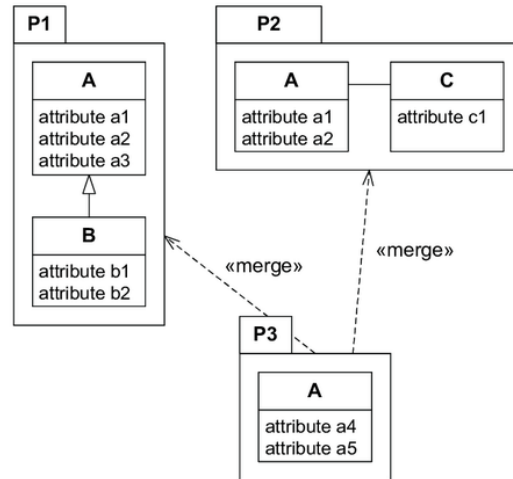 P1
A
attribute a1
attribute a2
attribute a3
B
attribute b1
attribute b2
P2
A
attribute a1
attribute a2
C
attribute c1
«merge»
«merge»
P3
A
attribute a4
attribute a5